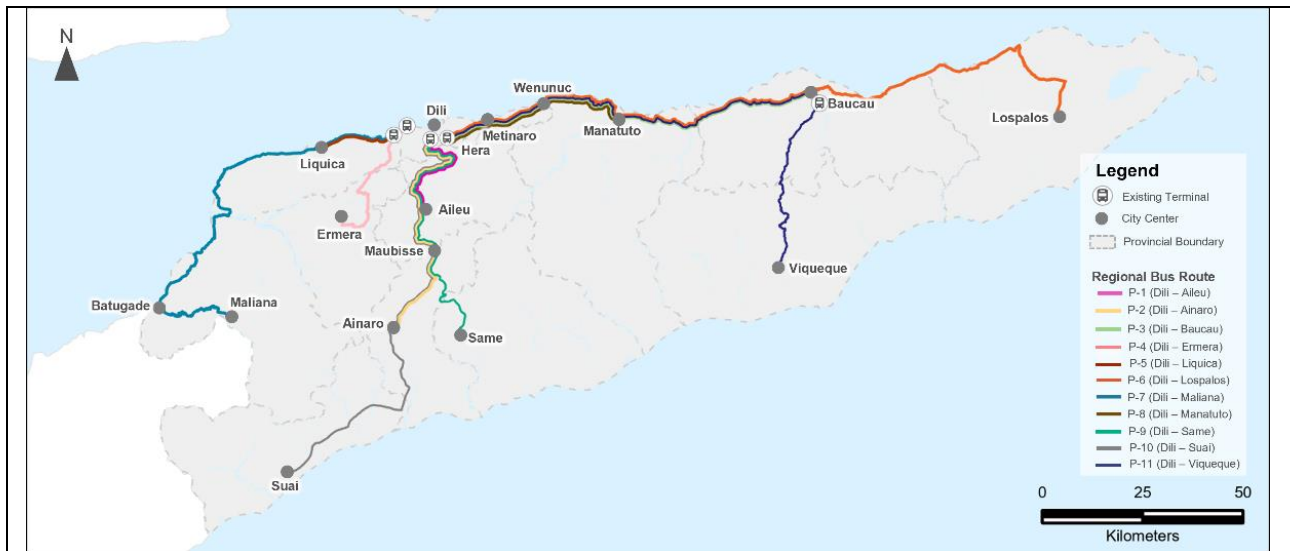 N
Wenunuc
Dili
Baucau
Metinaro
Manatuto
Lospalos
Hera
Liquica
Aileu
Ermera
Maubisse
Viqueque
Batugade
Maliana
Ainaro
Same
Suai
Legend
Existing Terminal
City Center
Provincial Boundary
Regional Bus Route
P-1 (Dili – Aileu)
P-2 (Dili – Ainaro)
P-3 (Dili – Baucau)
P-4 (Dili – Ermera)
P-5 (Dili – Liquica)
P-6 (Dili – Lospalos)
P-7 (Dili – Maliana)
P-8 (Dili – Manatuto)
P-9 (Dili – Same)
P-10 (Dili – Suai)
P-11 (Dili – Viqueque)
0 25 50
Kilometers